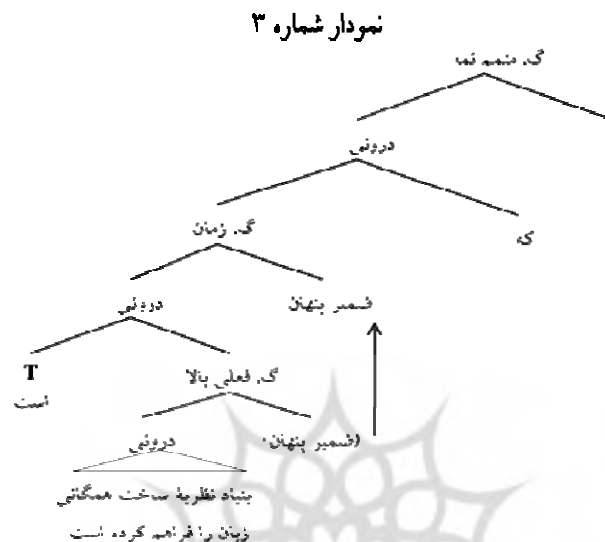 نمودار شماره ۳
گ. متمم نما
درونی
که
گ. زمان
ضمیر پنهان
درونی
T
است
گ. فعلی بالا
(ضمیر پنهان)
درونی
بنیاد نظریهٔ ساخت همگانی
زبان را فراهم کرده است